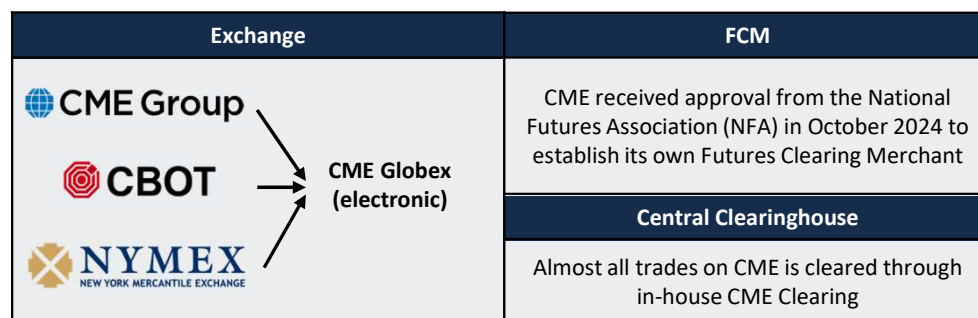 Exchange
CME Group
CBOT
NYMEX
NEW YORK MERCANTILE EXCHANGE
CME Globex
(electronic)
FCM
CME received approval from the National
Futures Association (NFA) in October 2024 to
establish its own Futures Clearing Merchant
Central Clearinghouse
Almost all trades on CME is cleared through
in-house CME Clearing